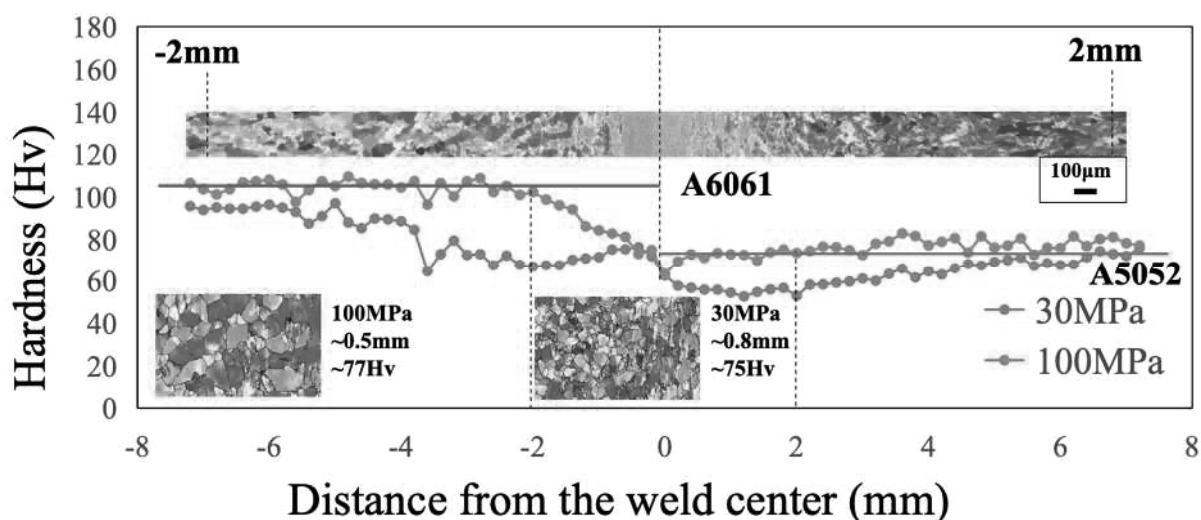 180
160
140
120
100
80
60
40
20
0
Hardness (Hv)
-2mm
2mm
100μm
A6061
A5052
100MPa
~0.5mm
~77Hv
30MPa
~0.8mm
~75Hv
30MPa
100MPa
-8 -6 -4 -2 0 2 4 6 8
Distance from the weld center (mm)